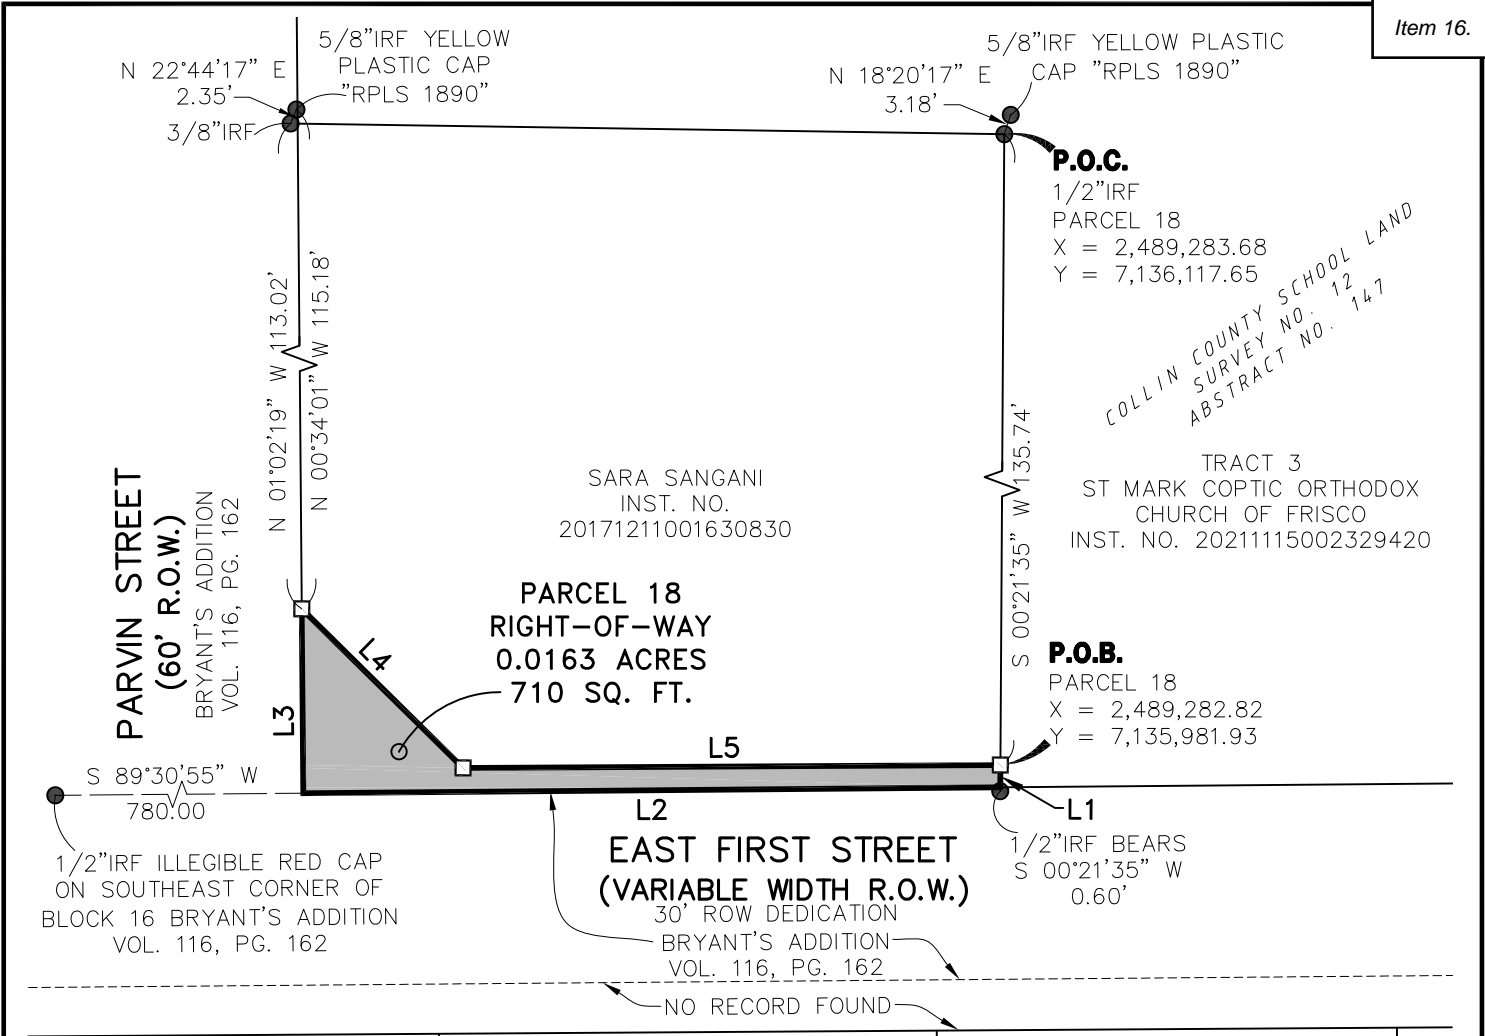 Item 16.
5/8"IRF YELLOW
PLASTIC CAP
"RPLS 1890"
N 22°44'17" E
2.35'
3/8"IRF
5/8"IRF YELLOW PLASTIC
CAP "RPLS 1890"
N 18°20'17" E
3.18'
P.O.C.
1/2"IRF
PARCEL 18
X = 2,489,283.68
Y = 7,136,117.65
COLLIN COUNTY SCHOOL LAND
SURVEY NO. 12
ABSTRACT NO. 147
N 01°02'19" W 113.02'
N 00°34'01" W 115.18'
S 00°21'35" W 135.74'
SARA SANGANI
INST. NO.
20171211001630830
TRACT 3
ST MARK COPTIC ORTHODOX
CHURCH OF FRISCO
INST. NO. 20211115002329420
PARVIN STREET
(60' R.O.W.)
BRYANT'S ADDITION
VOL. 116, PG. 162
PARCEL 18
RIGHT-OF-WAY
0.0163 ACRES
710 SQ. FT.
P.O.B.
PARCEL 18
X = 2,489,282.82
Y = 7,135,981.93
L4
L3
L5
L2
L1
S 89°30'55" W
780.00
1/2"IRF ILLEGIBLE RED CAP
ON SOUTHEAST CORNER OF
BLOCK 16 BRYANT'S ADDITION
VOL. 116, PG. 162
EAST FIRST STREET
(VARIABLE WIDTH R.O.W.)
1/2"IRF BEARS
S 00°21'35" W
0.60'
30' ROW DEDICATION
BRYANT'S ADDITION
VOL. 116, PG. 162
NO RECORD FOUND